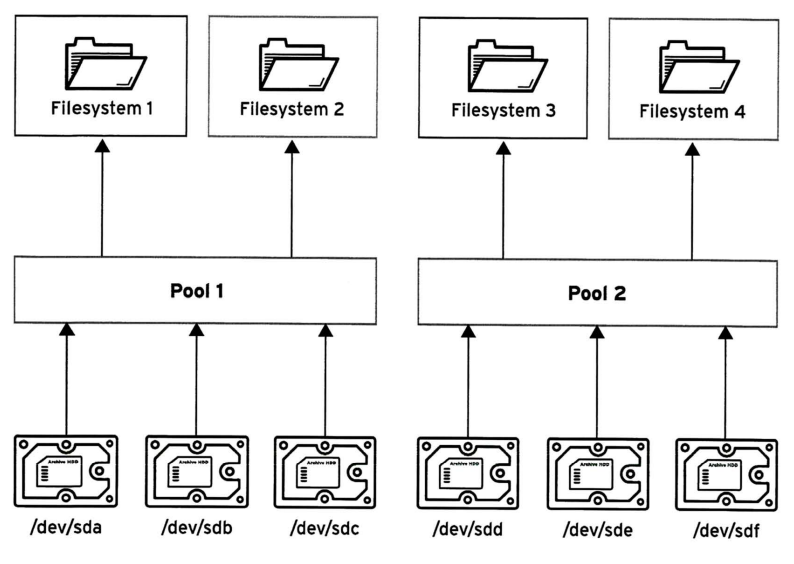 Filesystem 1
Filesystem 2
Filesystem 3
Filesystem 4
Pool 1
Pool 2
Archive HDD
Archive HDD
Archive HDD
Archive HDD
Archive HDD
Archive HDD
/dev/sda
/dev/sdb
/dev/sdc
/dev/sdd
/dev/sde
/dev/sdf